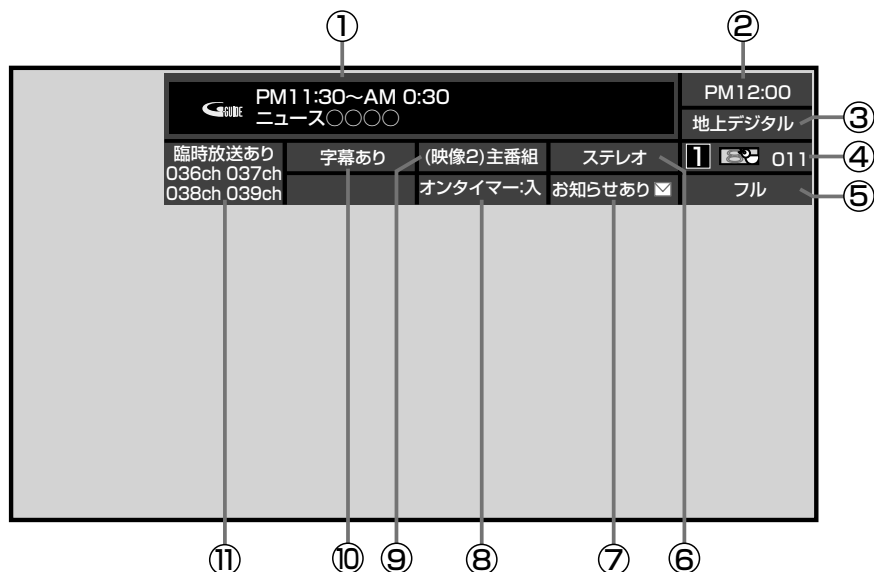 ① ②
G GUIDE PM11:30～AM 0:30
ニュース○○○○
PM12:00
地上デジタル ③
臨時放送あり
036ch 037ch
038ch 039ch
字幕あり
(映像2)主番組
ステレオ
1 011 ④
オンタイマー:入
お知らせあり
フル ⑤
⑪ ⑩ ⑨ ⑧ ⑦ ⑥